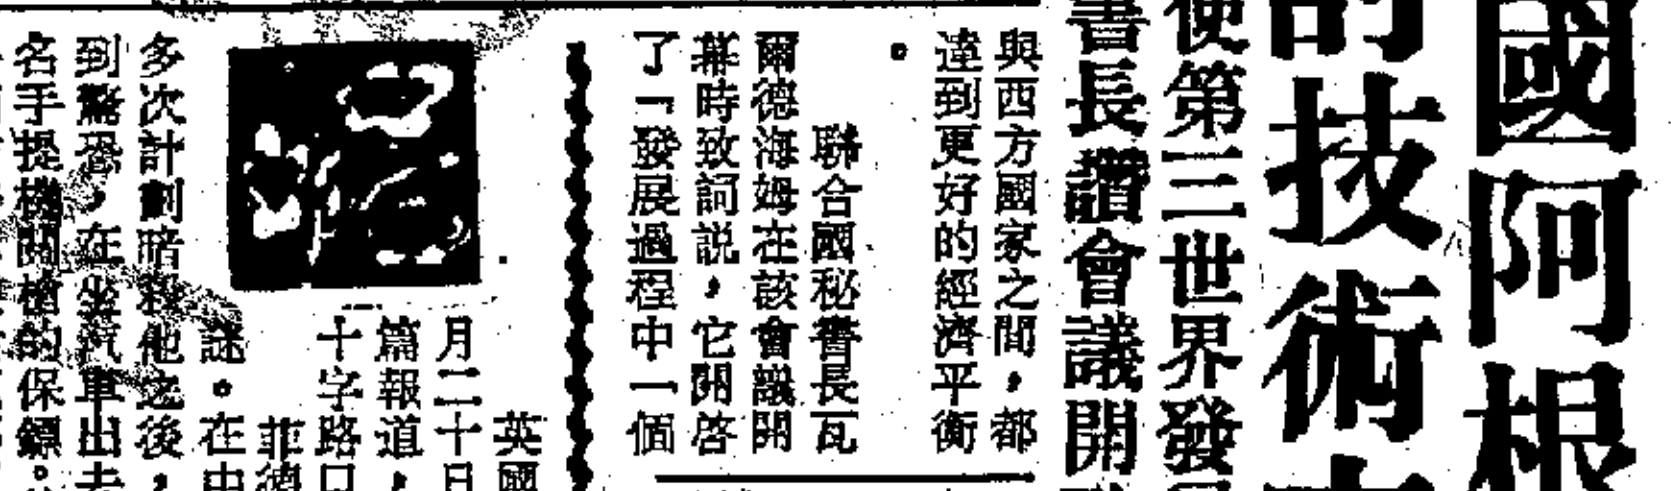 國阿根
的技術
使第三世界發
書長讚會議開
與西方國家之間，都
達到更好的經濟平衡
。
聯合國秘書長瓦
爾德海姆在該會議開
幕時致詞説，它開啓
了「發展過程中一個
英國
月二十日
篇報道，
十字路口
菲德
謎。在中
多次計劃暗殺他之後，
到驚恐，在坐汽車出去
名手提機關槍的保鏢。